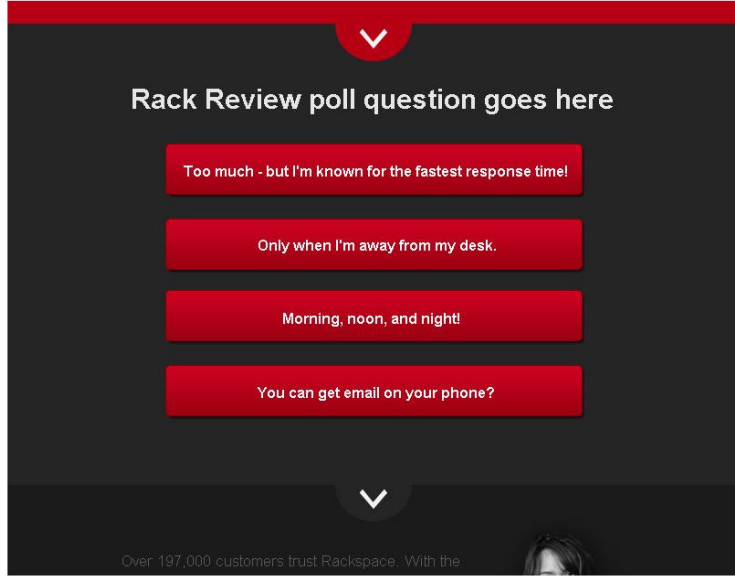 Rack Review poll question goes here
Too much - but I'm known for the fastest response time!
Only when I'm away from my desk.
Morning, noon, and night!
You can get email on your phone?
Over 197,000 customers trust Rackspace. With the